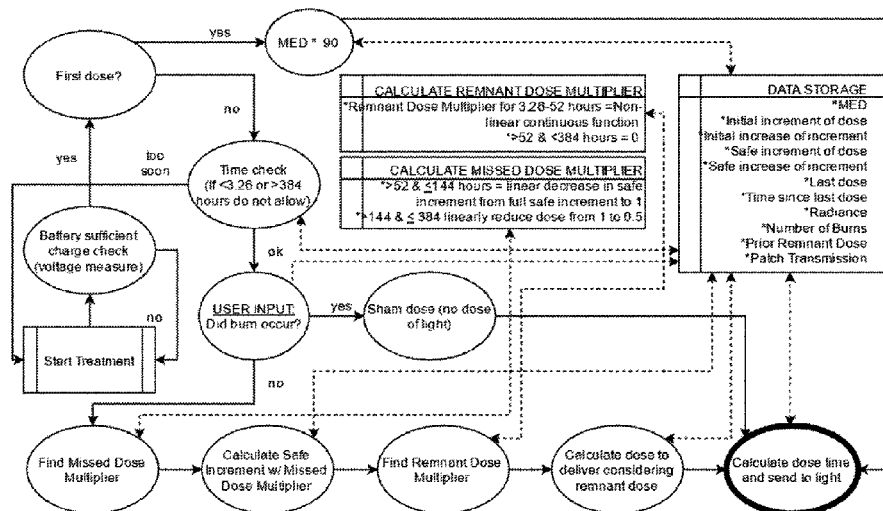 yes
MED * 90
First dose?
no
CALCULATE REMNANT DOSE MULTIPLIER
*Remnant Dose Multiplier for 3.26-52 hours =Non-
linear continuous function
*>52 & <384 hours = 0
DATA STORAGE
*MED
*Initial increment of dose
*Initial increase of increment
*Safe increment of dose
*Safe increase of increment
*Last dose
*Time since last dose
*Radiance
*Number of Burns
*Prior Remnant Dose
*Patch Transmission
yes
too
soon
Time check
(If <3.26 or >384
hours do not allow)
CALCULATE MISSED DOSE MULTIPLIER
*>52 & ≤144 hours = linear decrease in safe
increment from full safe increment to 1
*>144 & ≤ 384 linearly reduce dose from 1 to 0.5
Battery sufficient
charge check
(voltage measure)
ok
no
USER INPUT:
Did burn occur?
yes
Sham dose (no dose
of light)
Start Treatment
no
Find Missed Dose
Multiplier
Calculate Safe
Increment w/ Missed
Dose Multiplier
Find Remnant Dose
Multiplier
Calculate dose to
deliver considering
remnant dose
Calculate dose time
and send to light